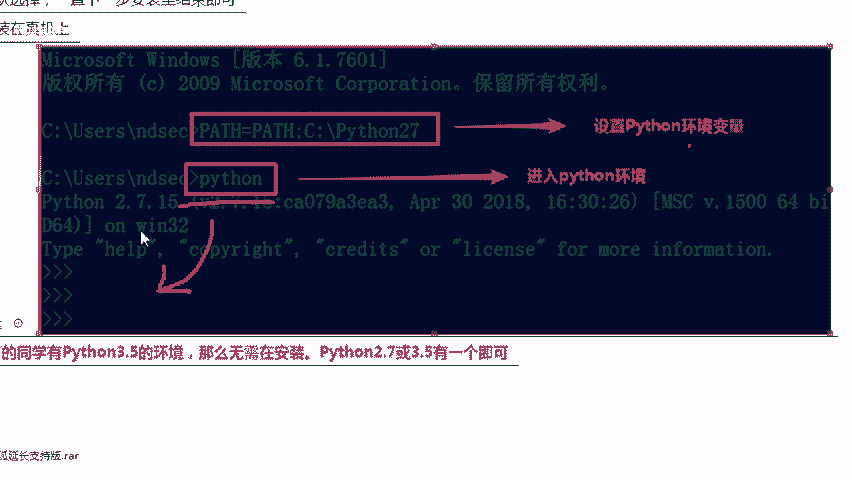 认选择，一直下一步安装至结束即可
装在真机上
Microsoft Windows [版本 6.1.7601]
版权所有 (c) 2009 Microsoft Corporation。保留所有权利。
C:\Users\ndsec>PATH=PATH;C:\Python27
设置Python环境变量
C:\Users\ndsec>python
进入python环境
Python 2.7.15 (v2.7.15:ca079a3ea3, Apr 30 2018, 16:30:26) [MSC v.1500 64 bi
D64)] on win32
Type "help", "copyright", "credits" or "license" for more information.
>>>
>>>
>>>
的同学有Python3.5的环境，那么无需在安装。Python2.7或3.5有一个即可
狐延长支持版.rar